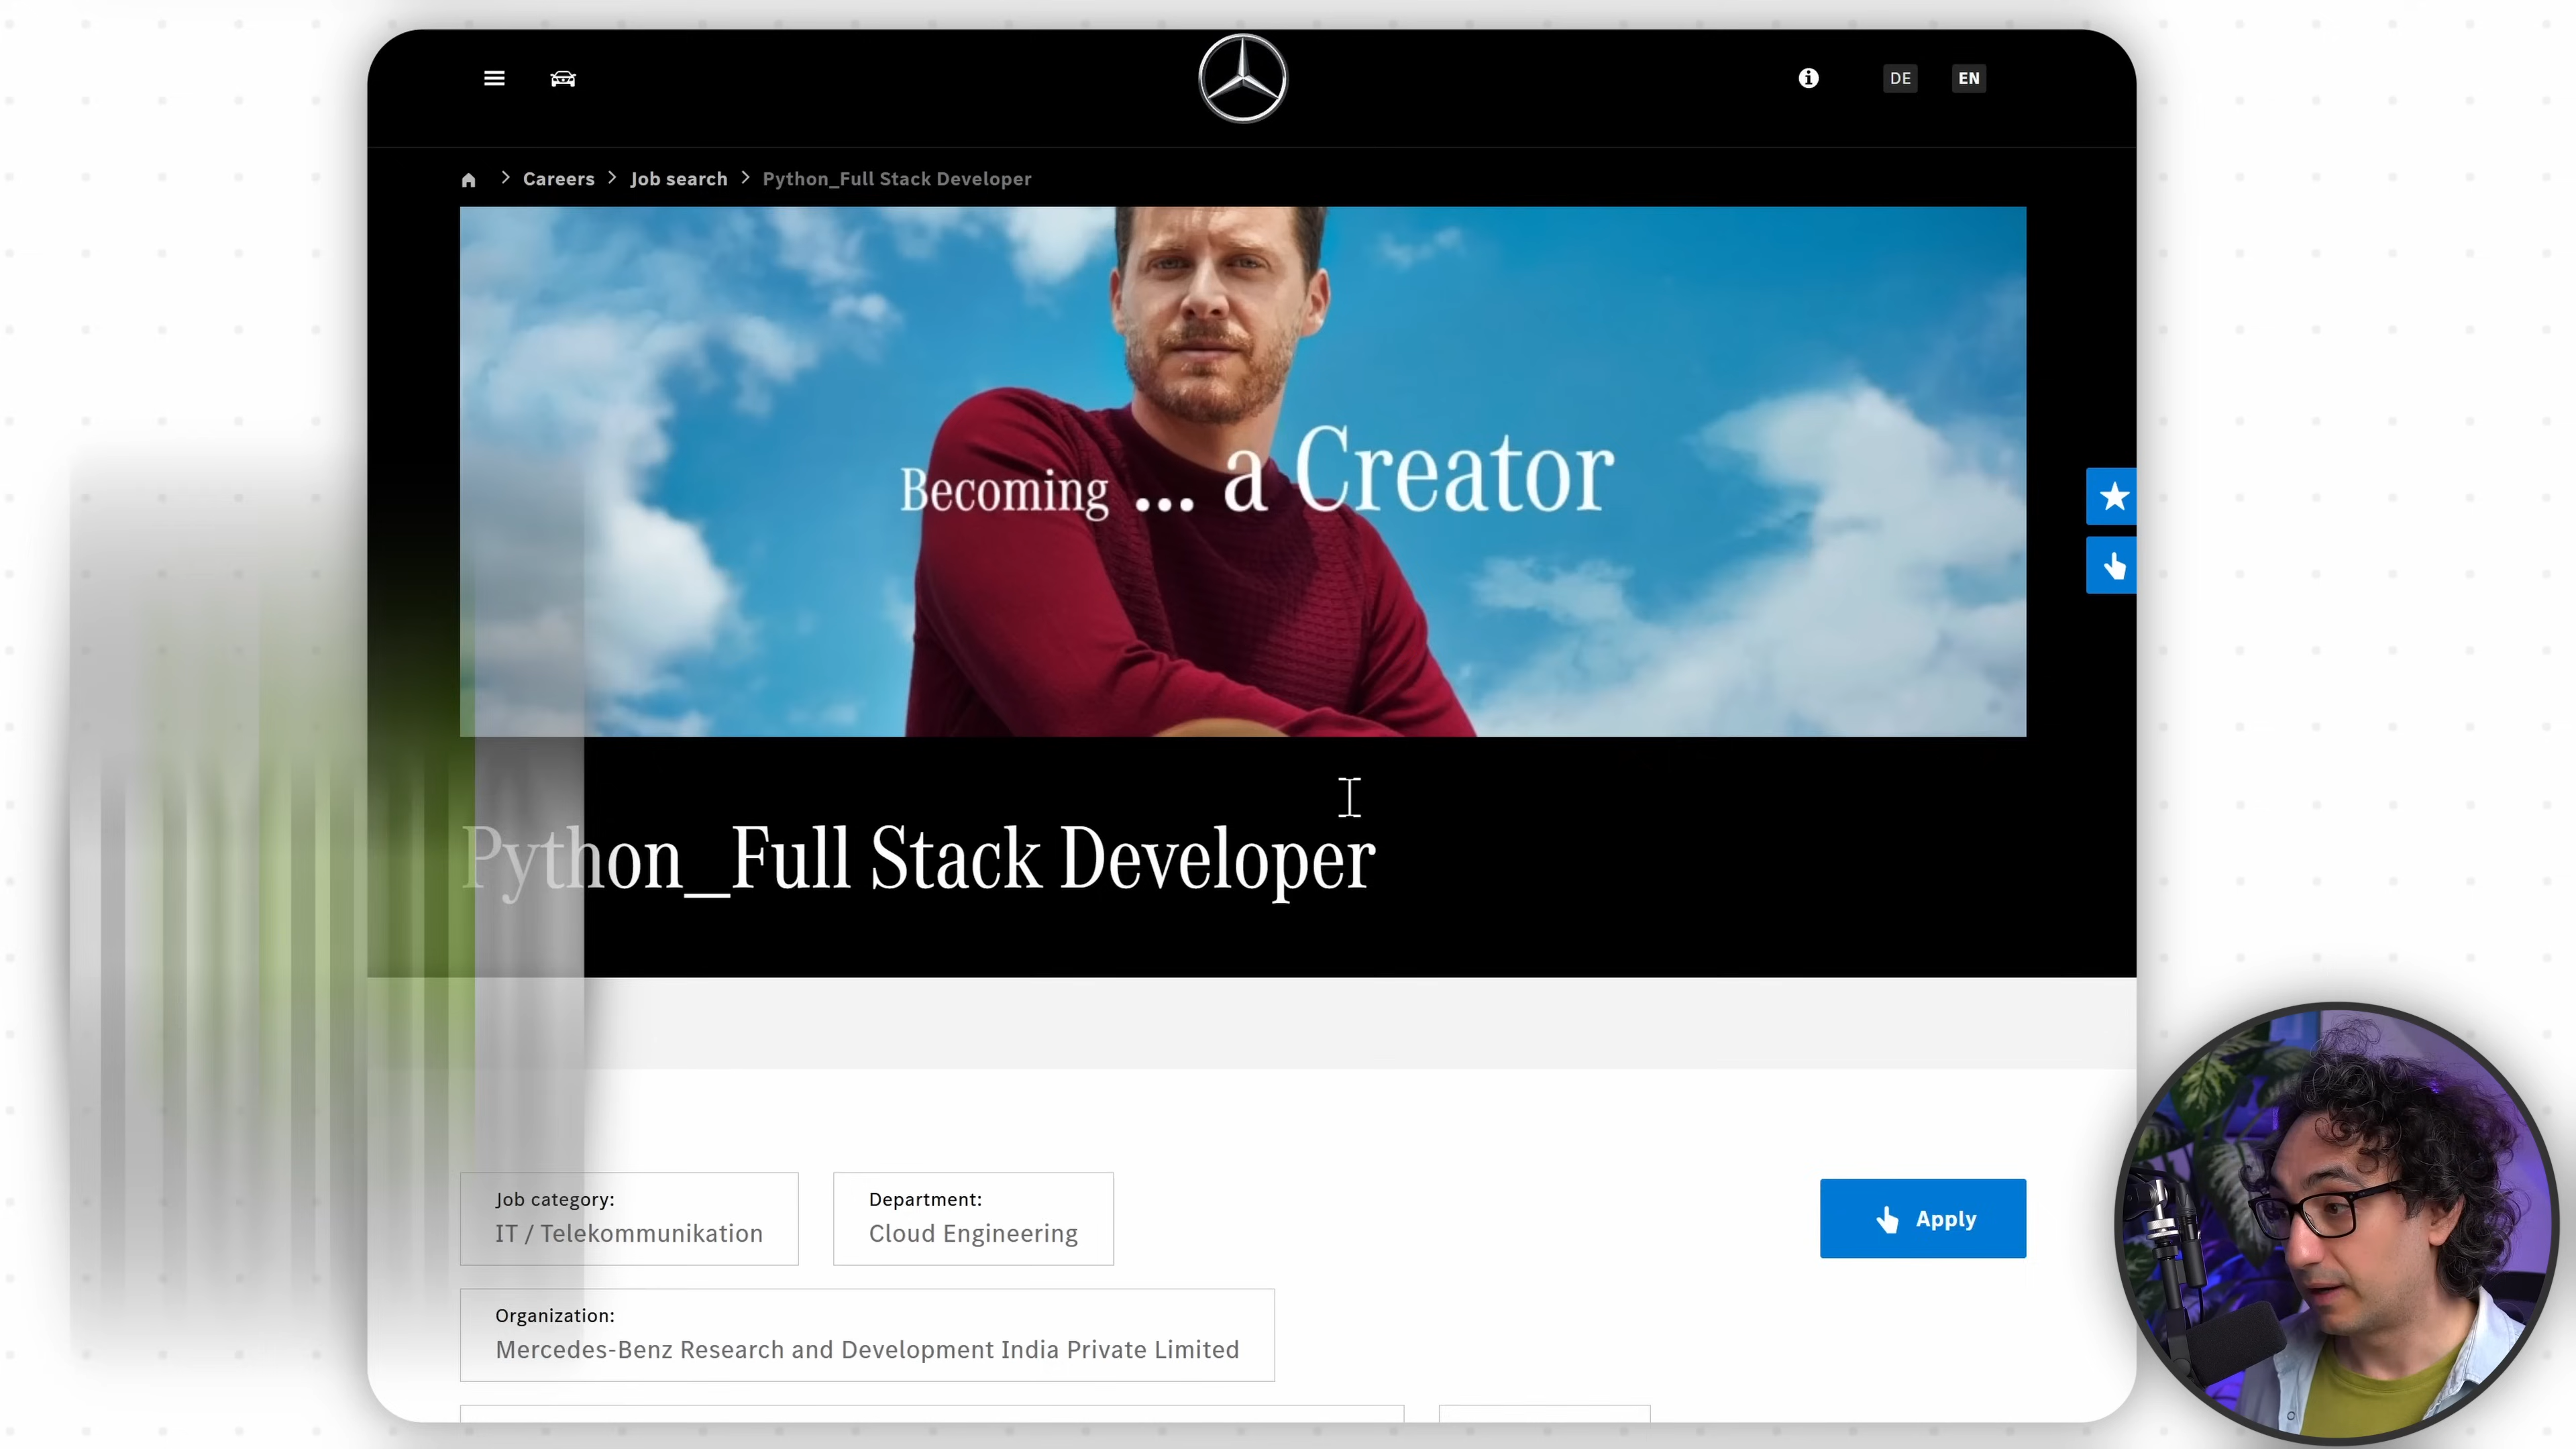 DE
EN
Careers
Job search
Python_Full Stack Developer
Becoming ... a Creator
Python_Full Stack Developer
Job category:
IT / Telekommunikation
Department:
Cloud Engineering
Apply
Organization:
Mercedes-Benz Research and Development India Private Limited